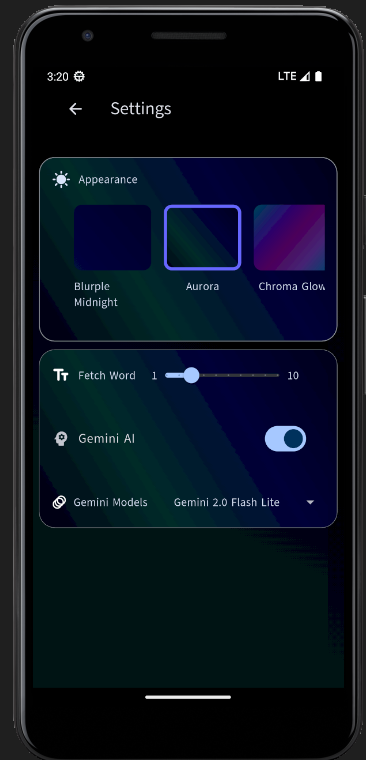 3:20 LTE
Settings
Appearance
Blurple Midnight
Aurora
Chroma Glow
Fetch Word 1 10
Gemini AI
Gemini Models Gemini 2.0 Flash Lite